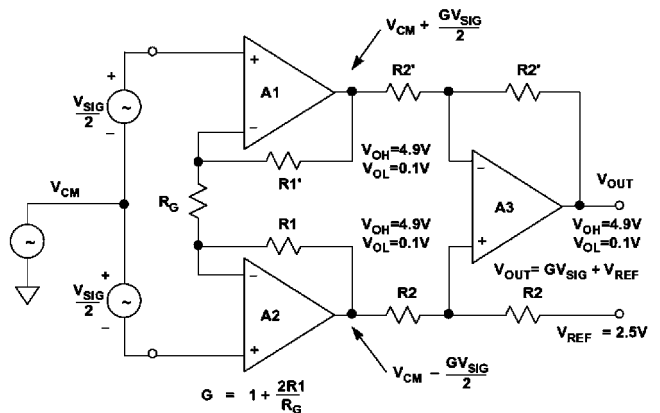 V_CM + GV_SIG/2
+
V_SIG/2
~
−
+
A1
−
R2'
R2'
V_OH=4.9V
V_OL=0.1V
R1'
V_CM
R_G
~
−
A3
+
V_OUT
V_OH=4.9V
V_OL=0.1V
R1
V_OH=4.9V
V_OL=0.1V
V_OUT= GV_SIG + V_REF
+
V_SIG/2
~
−
−
A2
+
R2
R2
V_REF = 2.5V
V_CM − GV_SIG/2
G = 1 + 2R1/R_G